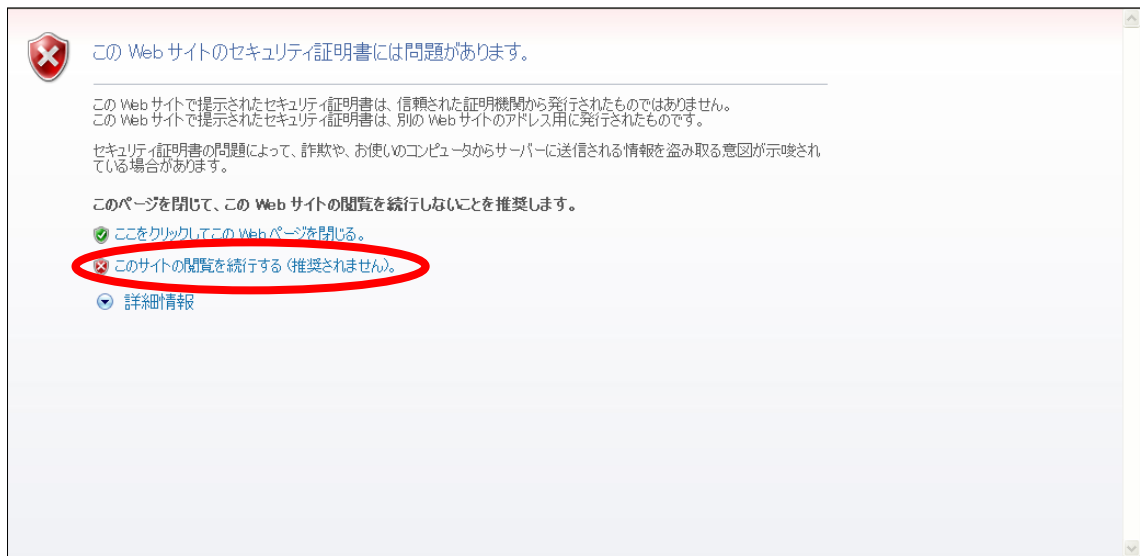 この Web サイトのセキュリティ証明書には問題があります。
この Web サイトで提示されたセキュリティ証明書は、信頼された証明機関から発行されたものではありません。
この Web サイトで提示されたセキュリティ証明書は、別の Web サイトのアドレス用に発行されたものです。
セキュリティ証明書の問題によって、詐欺や、お使いのコンピュータからサーバーに送信される情報を盗み取る意図が示唆され
ている場合があります。
このページを閉じて、この Web サイトの閲覧を続行しないことを推奨します。
ここをクリックしてこの Web ページを閉じる。
このサイトの閲覧を続行する (推奨されません)。
詳細情報